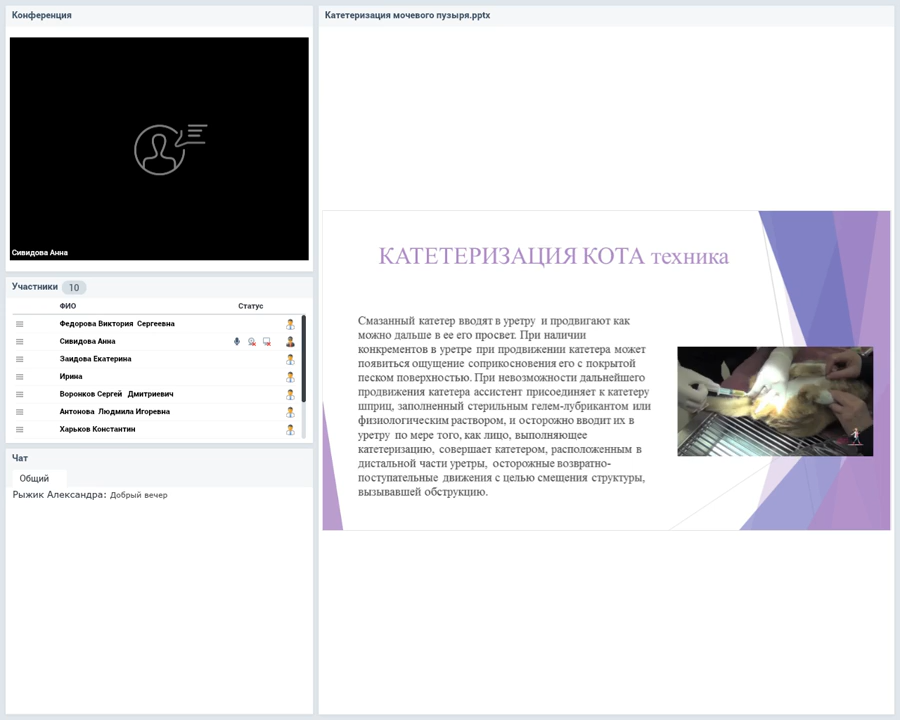 Конференция
Сивидова Анна
Участники 10
ФИО Статус
Федорова Виктория Сергеевна
Сивидова Анна
Заидова Екатерина
Ирина
Воронков Сергей Дмитриевич
Антонова Людмила Игоревна
Харьков Константин
Чат
Общий
Рыжик Александра: Добрый вечер
Катетеризация мочевого пузыря.pptx
КАТЕТЕРИЗАЦИЯ КОТА техника
Смазанный катетер вводят в уретру и продвигают как
можно дальше в ее его просвет. При наличии
конкрементов в уретре при продвижении катетера может
появиться ощущение соприкосновения его с покрытой
песком поверхностью. При невозможности дальнейшего
продвижения катетера ассистент присоединяет к катетеру
шприц, заполненный стерильным гелем-лубрикантом или
физиологическим раствором, и осторожно вводит их в
уретру по мере того, как лицо, выполняющее
катетеризацию, совершает катетером, расположенным в
дистальной части уретры, осторожные возвратно-
поступательные движения с целью смещения структуры,
вызывавшей обструкцию.